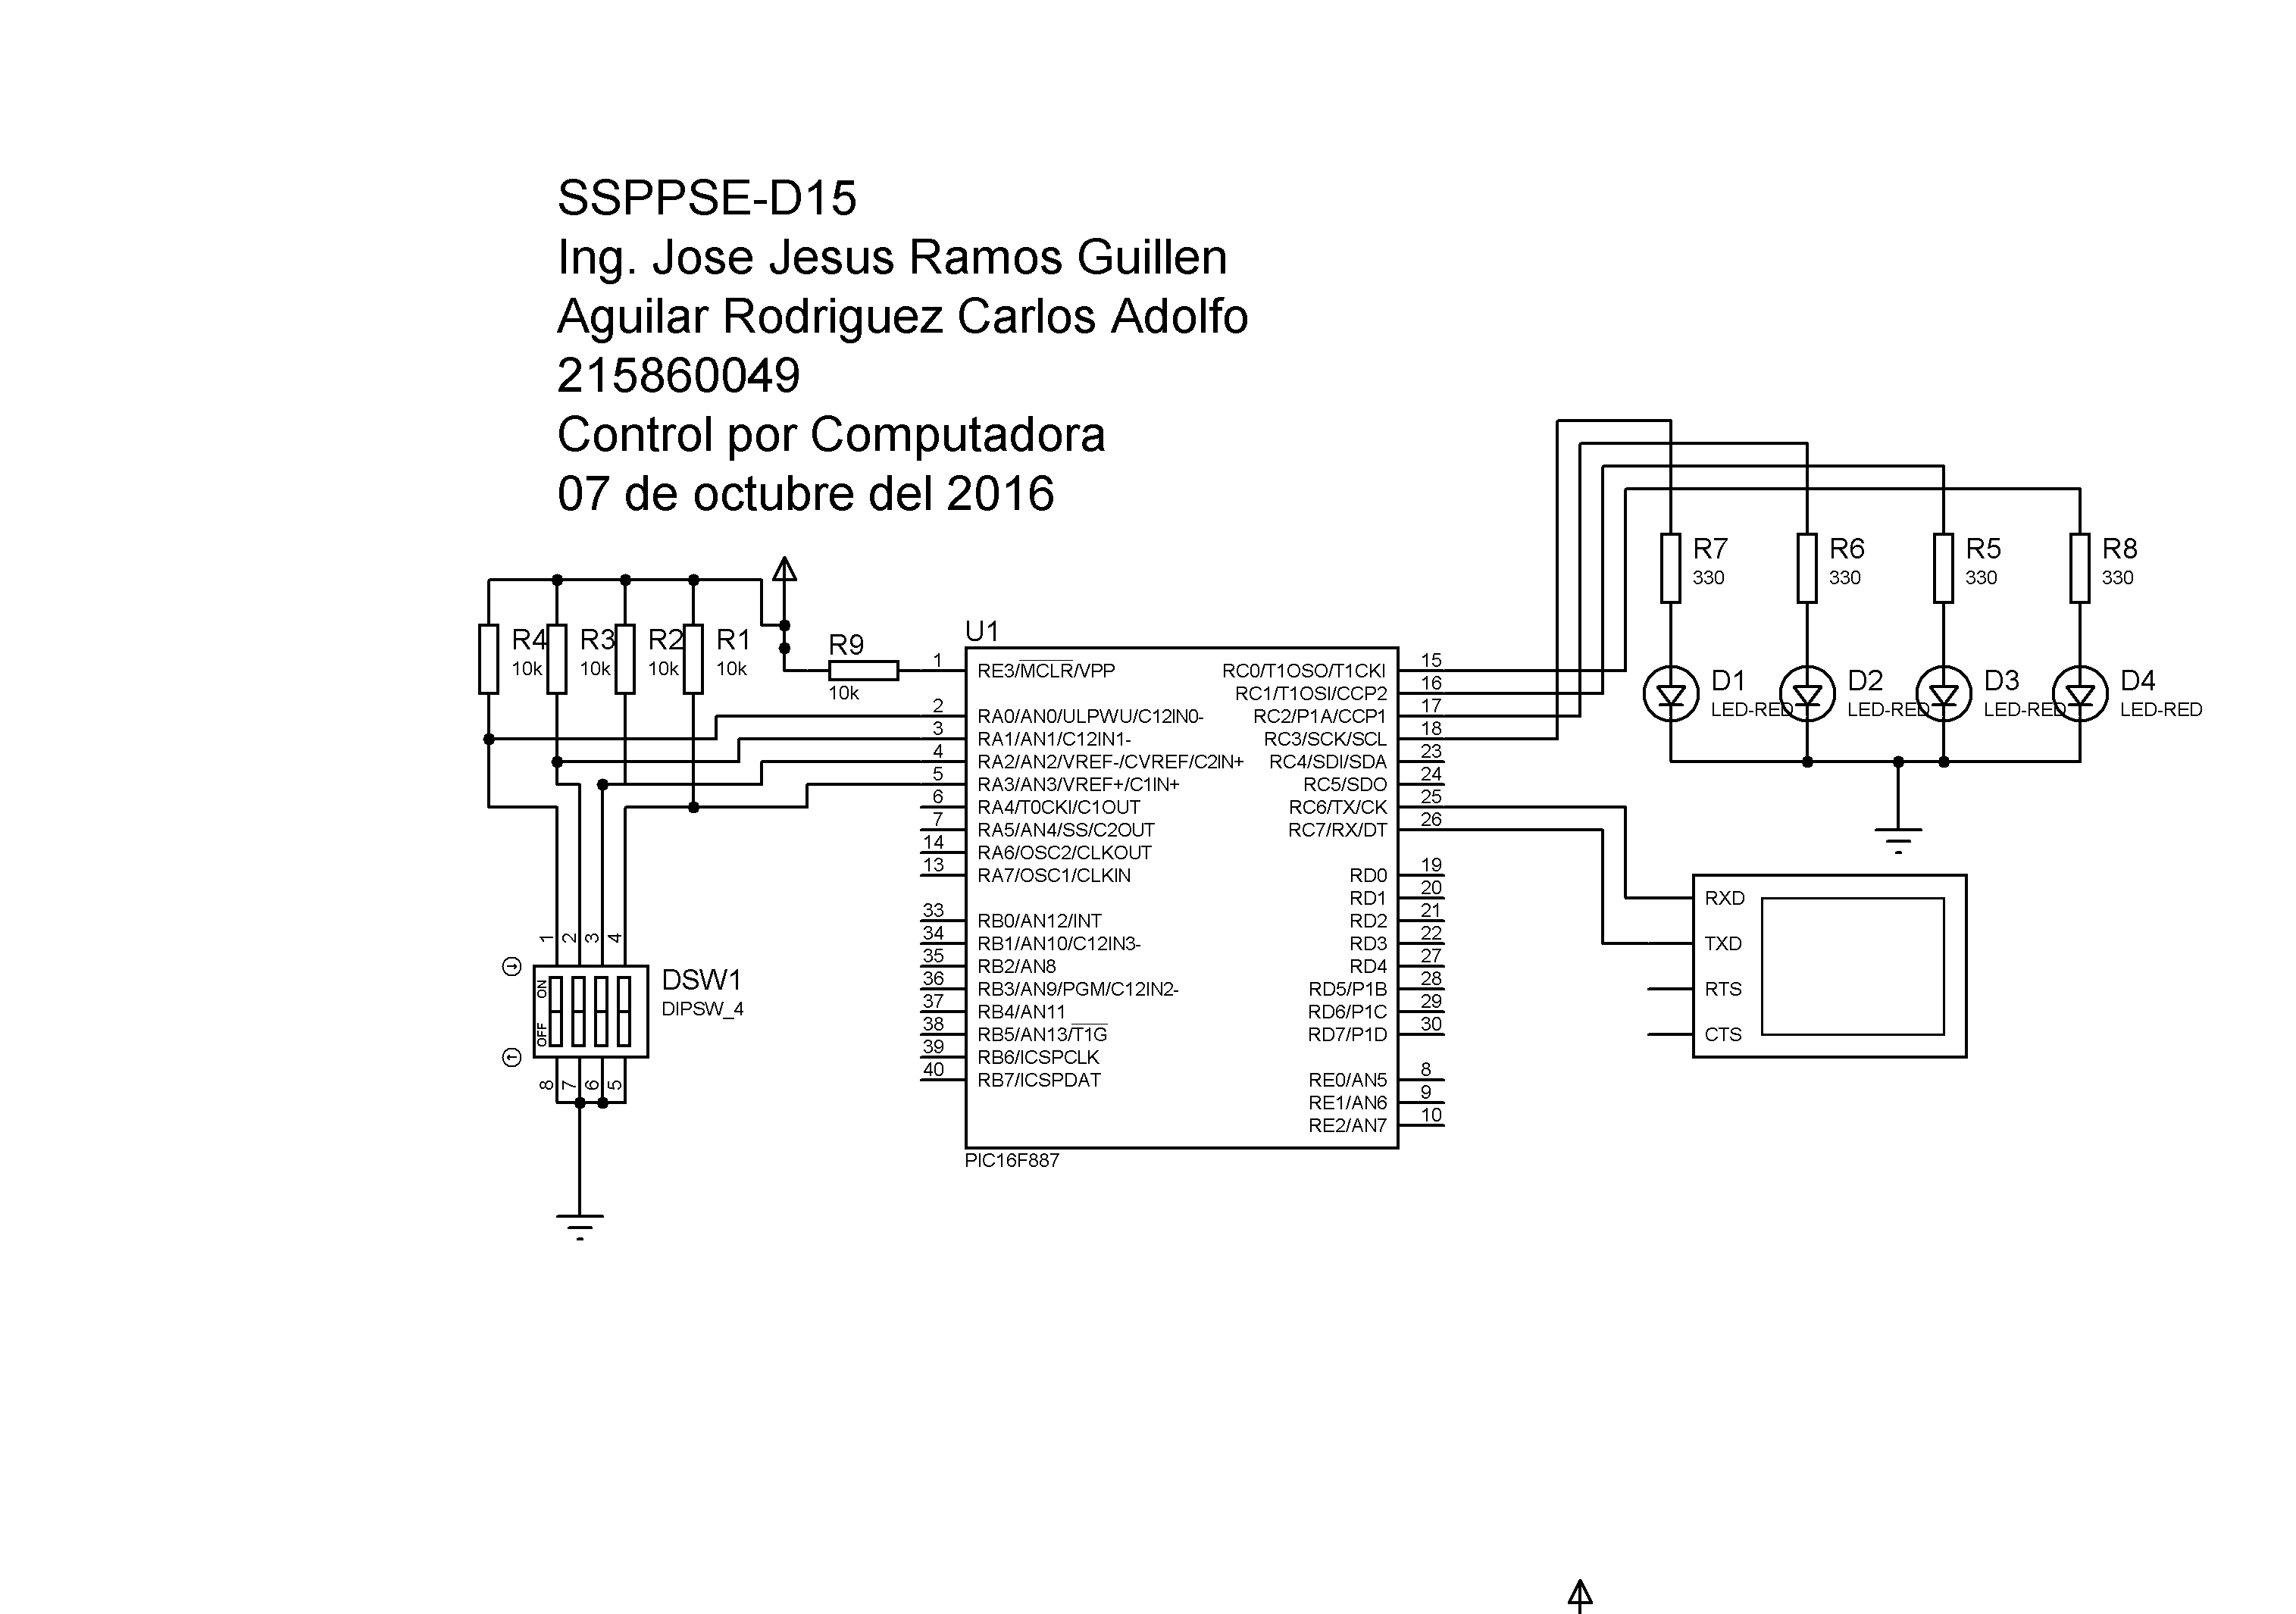 SSPPSE-D15
Ing. Jose Jesus Ramos Guillen
Aguilar Rodriguez Carlos Adolfo
215860049
Control por Computadora
07 de octubre del 2016
R4
10k
R3
10k
R2
10k
R1
10k
R9
10k
U1
1 RE3/MCLR/VPP
2 RA0/AN0/ULPWU/C12IN0-
3 RA1/AN1/C12IN1-
4 RA2/AN2/VREF-/CVREF/C2IN+
5 RA3/AN3/VREF+/C1IN+
6 RA4/T0CKI/C1OUT
7 RA5/AN4/SS/C2OUT
14 RA6/OSC2/CLKOUT
13 RA7/OSC1/CLKIN
33 RB0/AN12/INT
34 RB1/AN10/C12IN3-
35 RB2/AN8
36 RB3/AN9/PGM/C12IN2-
37 RB4/AN11
38 RB5/AN13/T1G
39 RB6/ICSPCLK
40 RB7/ICSPDAT
RC0/T1OSO/T1CKI 15
RC1/T1OSI/CCP2 16
RC2/P1A/CCP1 17
RC3/SCK/SCL 18
RC4/SDI/SDA 23
RC5/SDO 24
RC6/TX/CK 25
RC7/RX/DT 26
RD0 19
RD1 20
RD2 21
RD3 22
RD4 27
RD5/P1B 28
RD6/P1C 29
RD7/P1D 30
RE0/AN5 8
RE1/AN6 9
RE2/AN7 10
PIC16F887
R7
330
R6
330
R5
330
R8
330
D1
LED-RED
D2
LED-RED
D3
LED-RED
D4
LED-RED
RXD
TXD
RTS
CTS
1 2 3 4
ON
OFF
8 7 6 5
DSW1
DIPSW_4